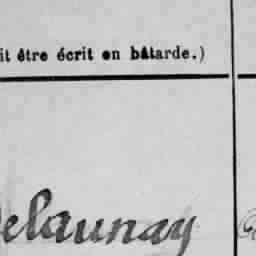 it être écrit en bâtarde.)
elaunay